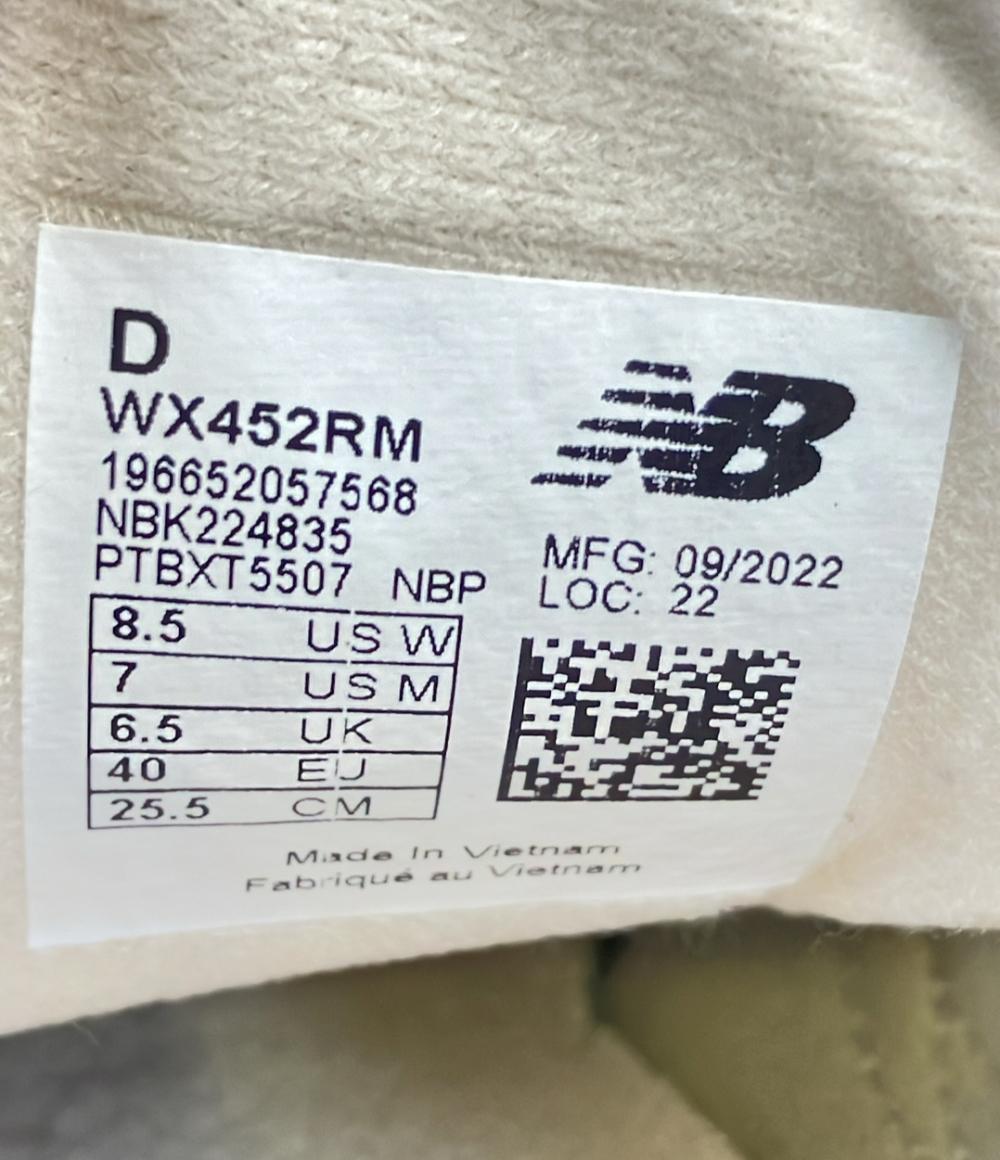 D
WX452RM
196652057568
NBK224835
PTBXT5507 NBP
8.5 US W
7 US M
6.5 UK
40 EU
25.5 CM
NB
MFG: 09/2022
LOC: 22
Made In Vietnam
Fabriqué au Vietnam